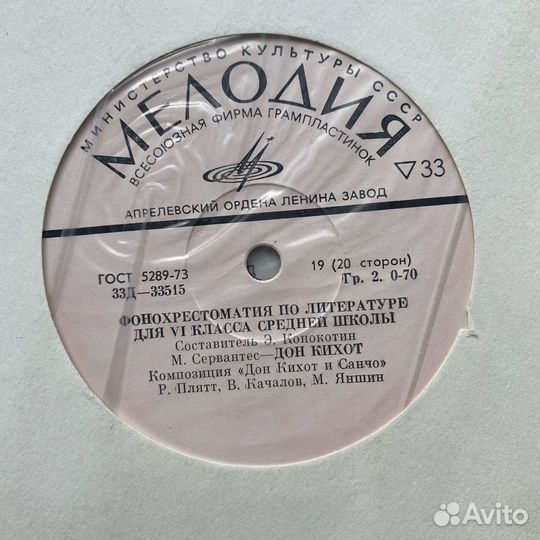 МИНИСТЕРСТВО КУЛЬТУРЫ СССР
МЕЛОДИЯ
ВСЕСОЮЗНАЯ ФИРМА ГРАМПЛАСТИНОК
▽33
АПРЕЛЕВСКИЙ ОРДЕНА ЛЕНИНА ЗАВОД
ГОСТ 5289-73
33Д—33515
19 (20 сторон)
Гр. 2. 0-70
ФОНОХРЕСТОМАТИЯ ПО ЛИТЕРАТУРЕ
ДЛЯ VI КЛАССА СРЕДНЕЙ ШКОЛЫ
Составитель Э. Конокотин
М. Сервантес—ДОН КИХОТ
Композиция «Дон Кихот и Санчо»
Р. Плятт, В. Качалов, М. Яншин
Avito